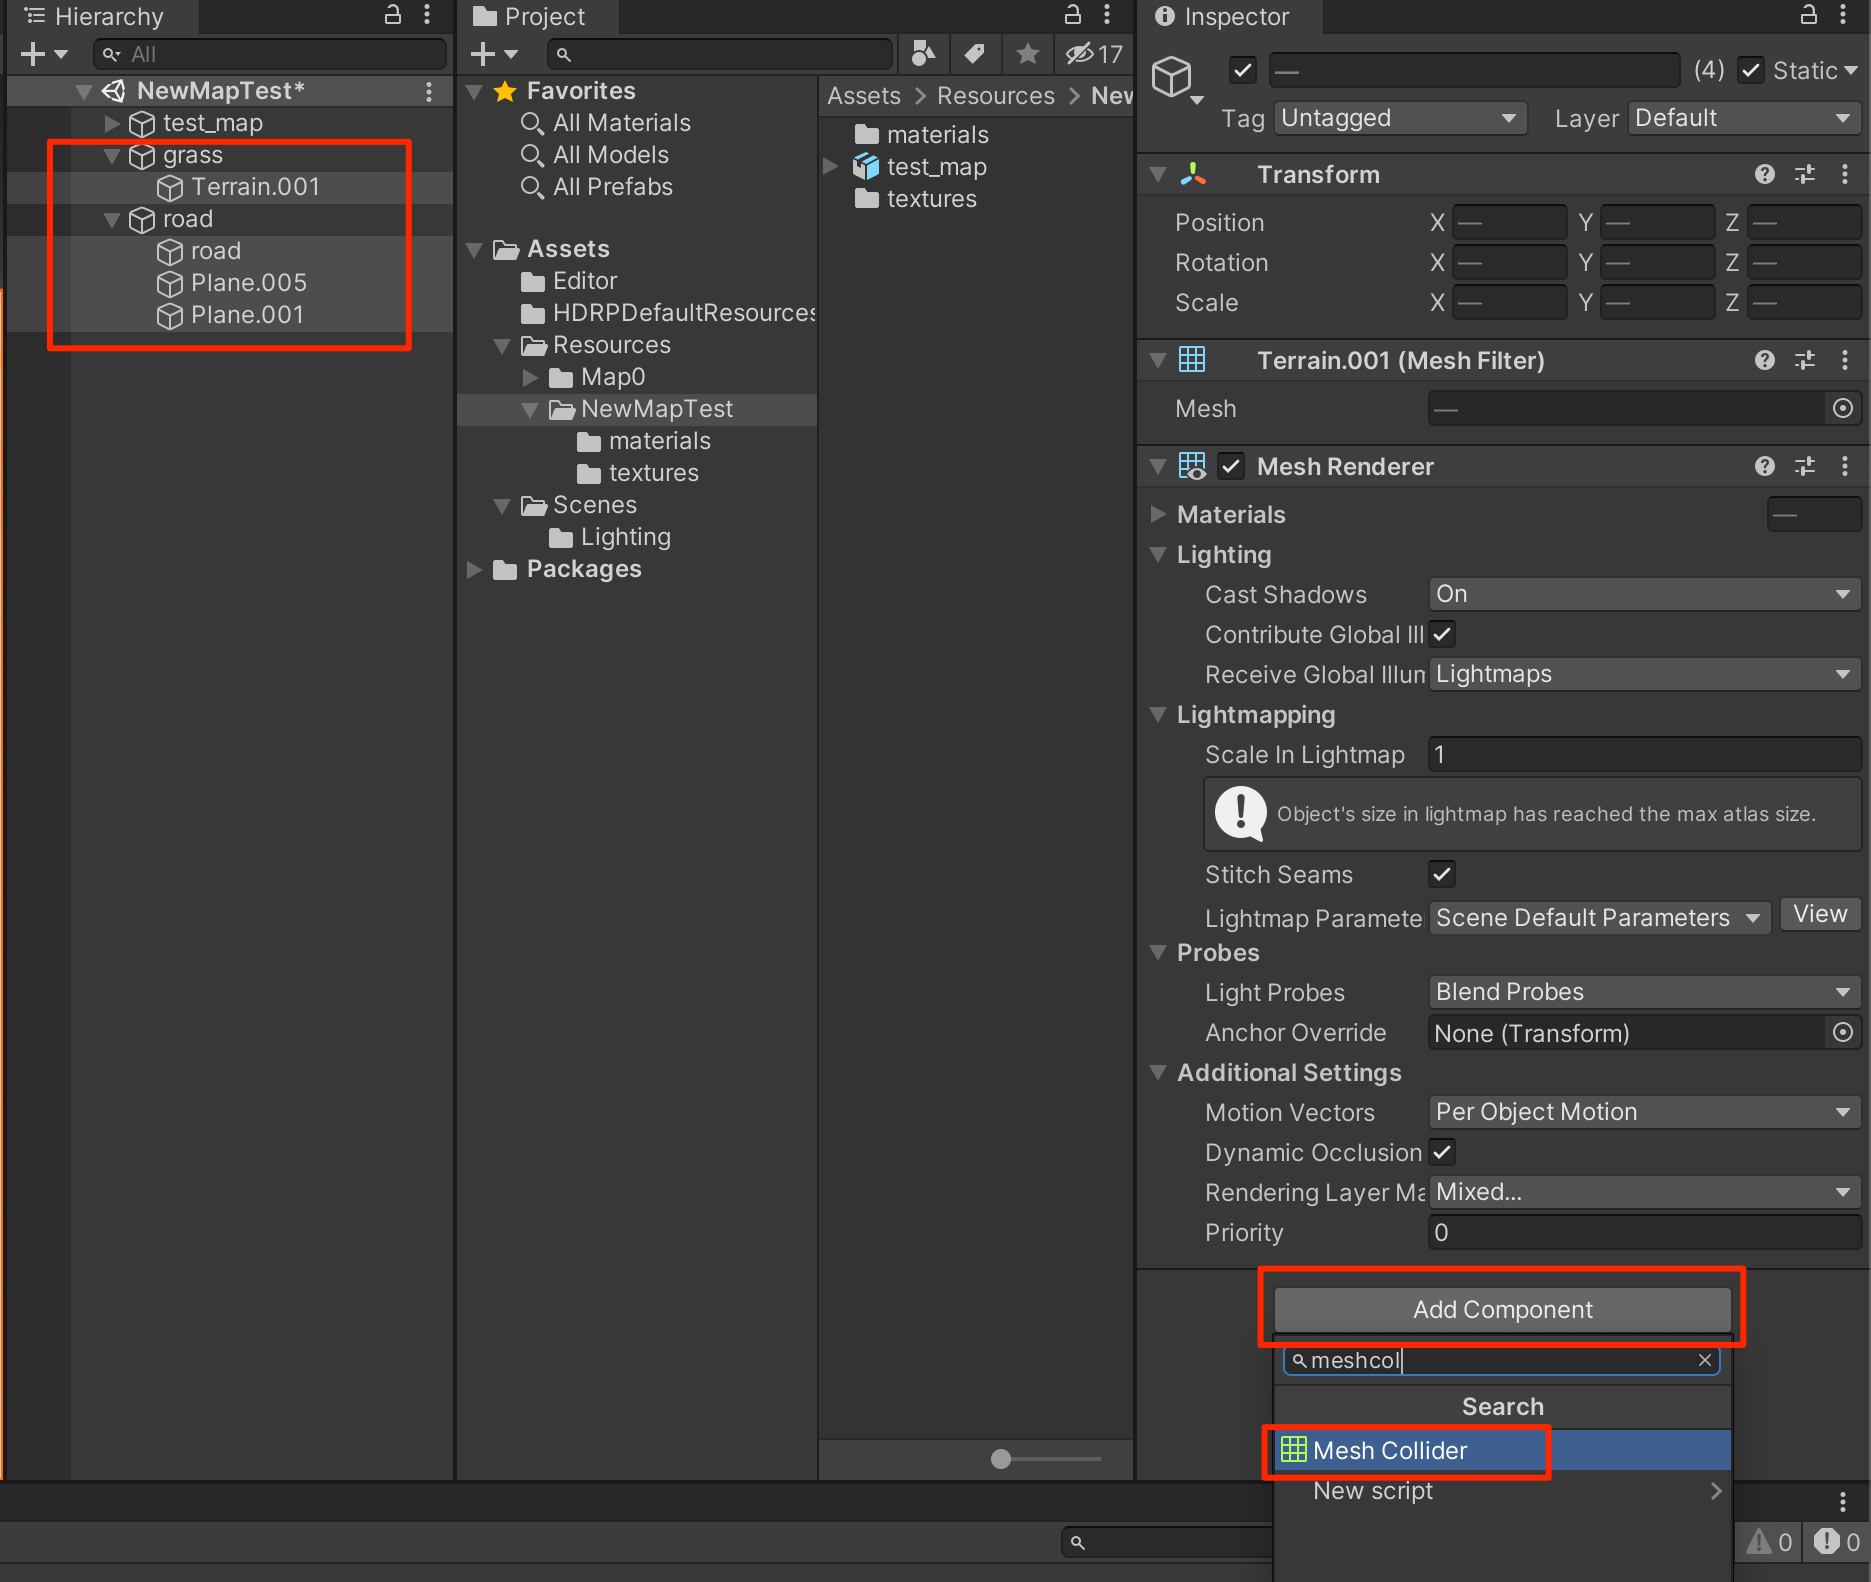 Hierarchy
All
NewMapTest*
test_map
grass
Terrain.001
road
road
Plane.005
Plane.001
Project
17
Favorites
All Materials
All Models
All Prefabs
Assets
Editor
HDRPDefaultResources
Resources
Map0
NewMapTest
materials
textures
Scenes
Lighting
Packages
Assets > Resources > New
materials
test_map
textures
Inspector
— (4) Static
Tag Untagged Layer Default
Transform
Position X — Y — Z —
Rotation X — Y — Z —
Scale X — Y — Z —
Terrain.001 (Mesh Filter)
Mesh —
Mesh Renderer
Materials —
Lighting
Cast Shadows On
Contribute Global Ill
Receive Global Illum Lightmaps
Lightmapping
Scale In Lightmap 1
Object's size in lightmap has reached the max atlas size.
Stitch Seams
Lightmap Parameter Scene Default Parameters View
Probes
Light Probes Blend Probes
Anchor Override None (Transform)
Additional Settings
Motion Vectors Per Object Motion
Dynamic Occlusion
Rendering Layer Ma Mixed...
Priority 0
Add Component
meshcol
Search
Mesh Collider
New script
0 0